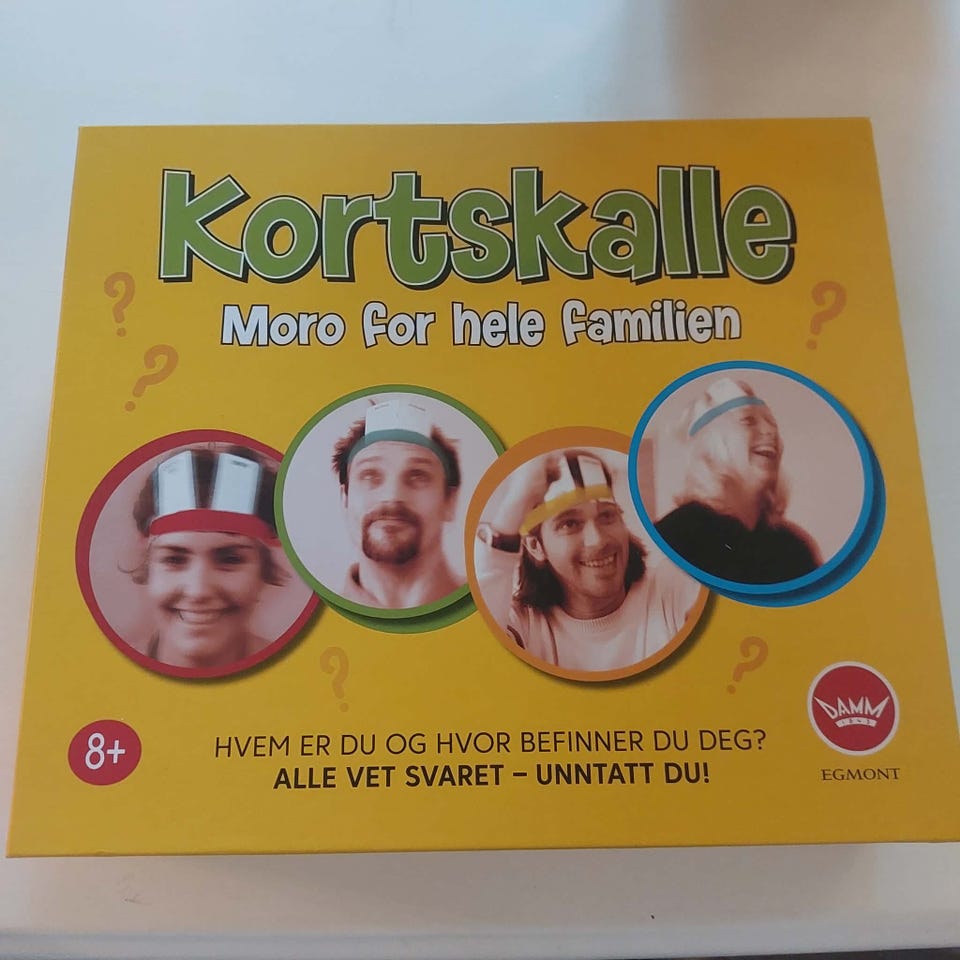 Kortskalle
Moro for hele familien
8+
HVEM ER DU OG HVOR BEFINNER DU DEG?
ALLE VET SVARET – UNNTATT DU!
DAMM
1843
EGMONT